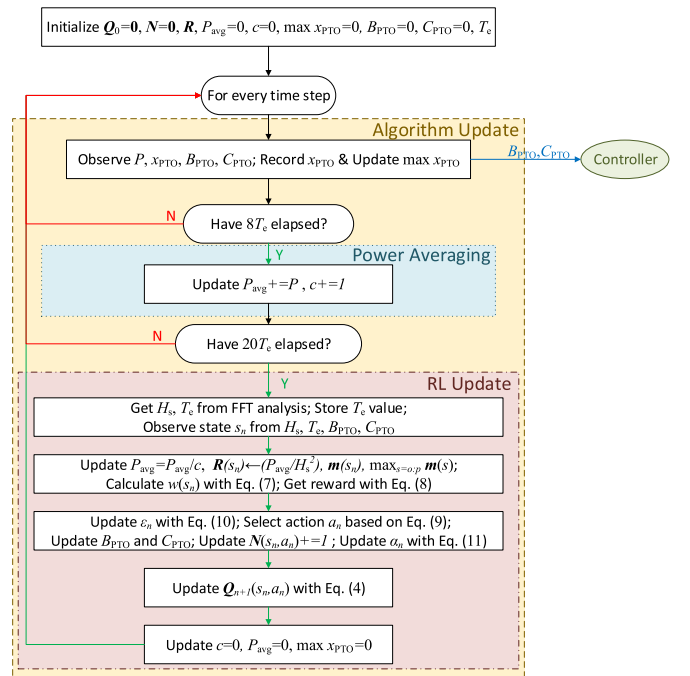 Initialize Q₀=0, N=0, R, Pavg=0, c=0, max xPTO=0, BPTO=0, CPTO=0, Te
For every time step
Algorithm Update
Observe P, xPTO, BPTO, CPTO; Record xPTO & Update max xPTO
BPTO,CPTO
Controller
N
Have 8Te elapsed?
Y
Power Averaging
Update Pavg+=P , c+=1
N
Have 20Te elapsed?
Y
RL Update
Get Hs, Te from FFT analysis; Store Te value;
Observe state sn from Hs, Te, BPTO, CPTO
Update Pavg=Pavg/c, R(sn)←(Pavg/Hs²), m(sn), maxs=o:p m(s);
Calculate w(sn) with Eq. (7); Get reward with Eq. (8)
Update εn with Eq. (10); Select action an based on Eq. (9);
Update BPTO and CPTO; Update N(sn,an)+=1 ; Update αn with Eq. (11)
Update Qn+1(sn,an) with Eq. (4)
Update c=0, Pavg=0, max xPTO=0